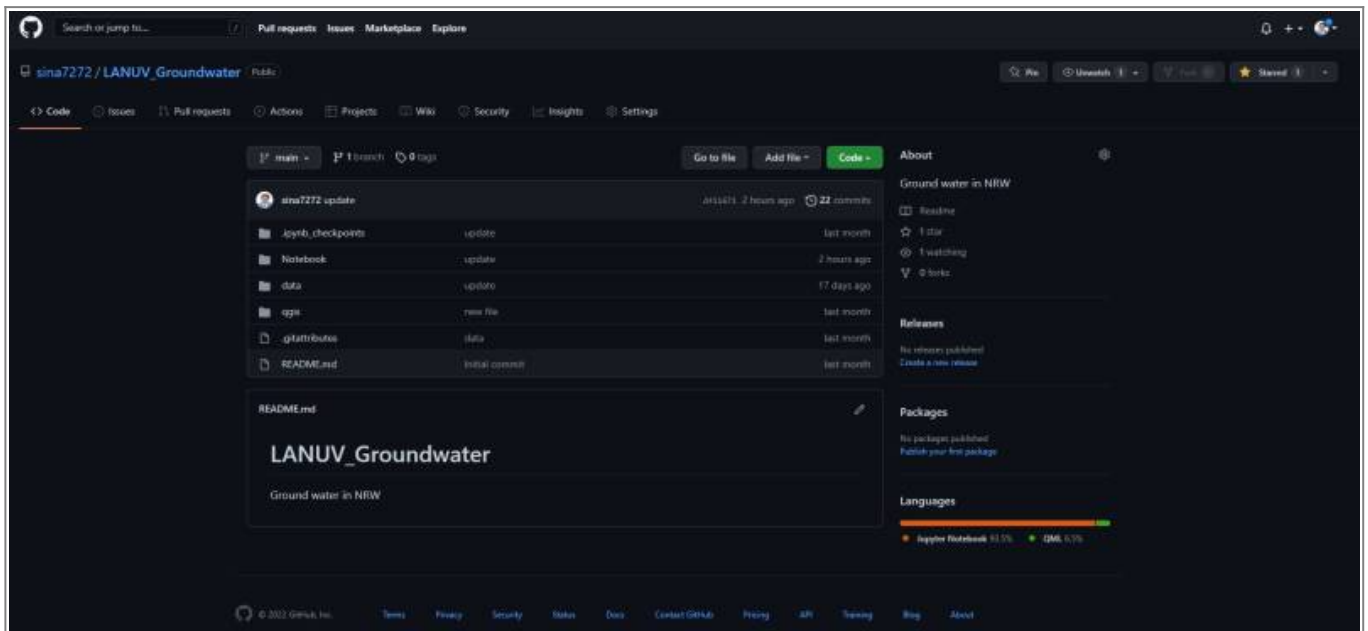 Search or jump to... /
Pull requests Issues Marketplace Explore
sina7272 / LANUV_Groundwater Public
Pin Unwatch 1 Starred 1
Code Issues Pull requests Actions Projects Wiki Security Insights Settings
main 1 branch 0 tags Go to file Add file Code
sina7272 update 2 hours ago 22 commits
.ipynb_checkpoints update last month
Notebook update 2 hours ago
data update 17 days ago
qgis new file last month
.gitattributes data last month
README.md Initial commit last month
README.md
LANUV_Groundwater
Ground water in NRW
About
Ground water in NRW
Readme
1 star
1 watching
0 forks
Releases
No releases published
Create a new release
Packages
No packages published
Publish your first package
Languages
Jupyter Notebook 93.5% QML 6.5%
© 2022 GitHub, Inc. Terms Privacy Security Status Docs Contact GitHub Pricing API Training Blog About